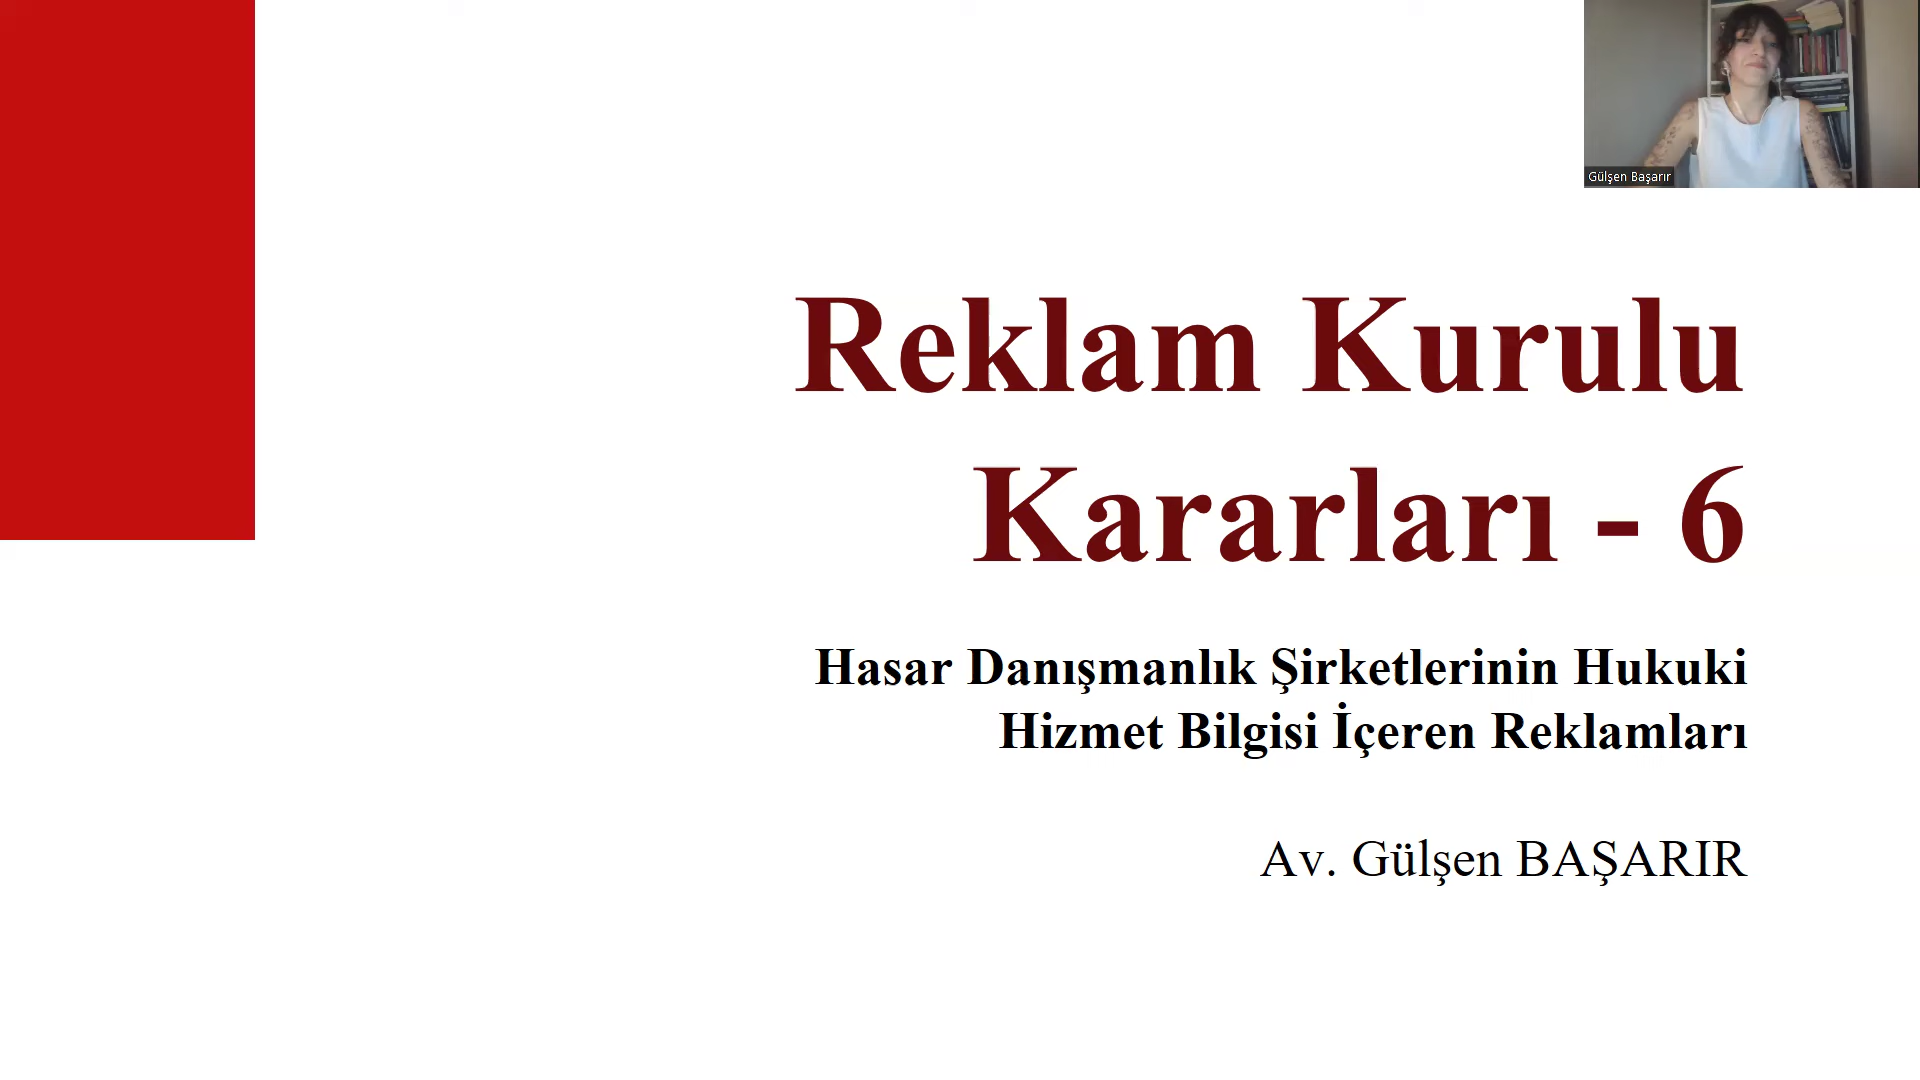 Gülşen Başarır
Reklam Kurulu
Kararları - 6
Hasar Danışmanlık Şirketlerinin Hukuki
Hizmet Bilgisi İçeren Reklamları
Av. Gülşen BAŞARIR